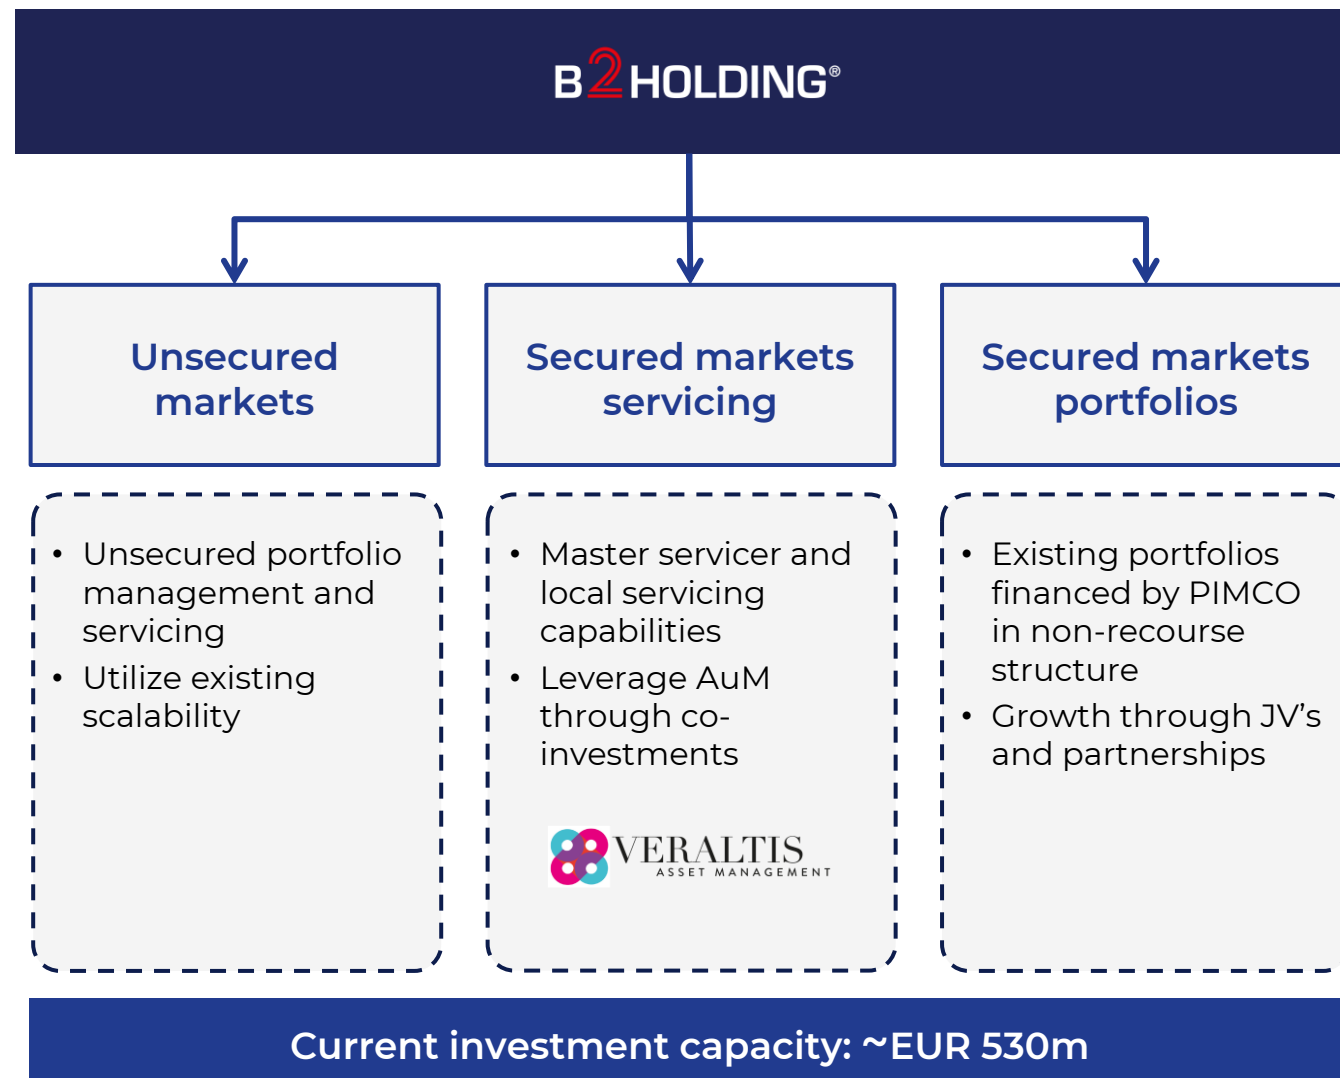 B2HOLDING®
Unsecured
markets
Secured markets
servicing
Secured markets
portfolios
• Unsecured portfolio
management and
servicing
• Utilize existing
scalability
• Master servicer and
local servicing
capabilities
• Leverage AuM
through co-
investments
VERALTIS
ASSET MANAGEMENT
• Existing portfolios
financed by PIMCO
in non-recourse
structure
• Growth through JV’s
and partnerships
Current investment capacity: ~EUR 530m